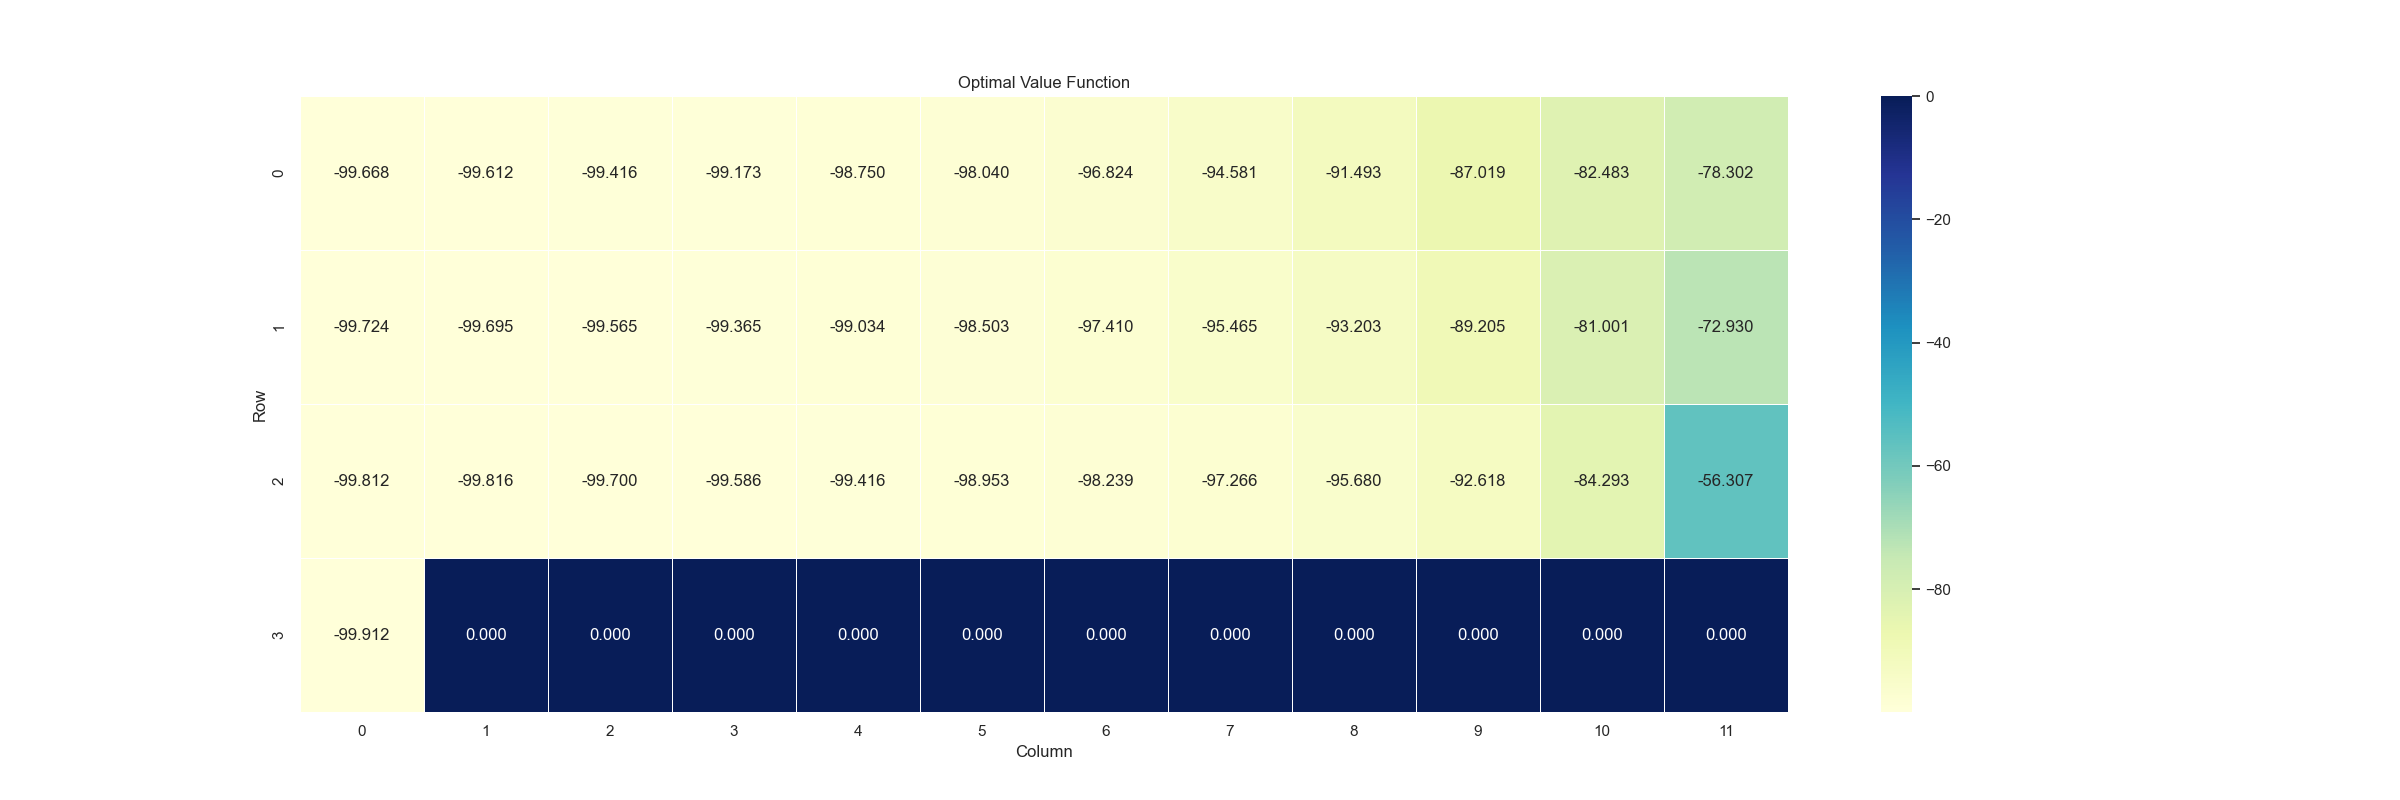 Optimal Value Function
0 -99.668 -99.612 -99.416 -99.173 -98.750 -98.040 -96.824 -94.581 -91.493 -87.019 -82.483 -78.302
1 -99.724 -99.695 -99.565 -99.365 -99.034 -98.503 -97.410 -95.465 -93.203 -89.205 -81.001 -72.930
Row
2 -99.812 -99.816 -99.700 -99.586 -99.416 -98.953 -98.239 -97.266 -95.680 -92.618 -84.293 -56.307
3 -99.912 0.000 0.000 0.000 0.000 0.000 0.000 0.000 0.000 0.000 0.000 0.000
0 1 2 3 4 5 6 7 8 9 10 11
Column
0
−20
−40
−60
−80